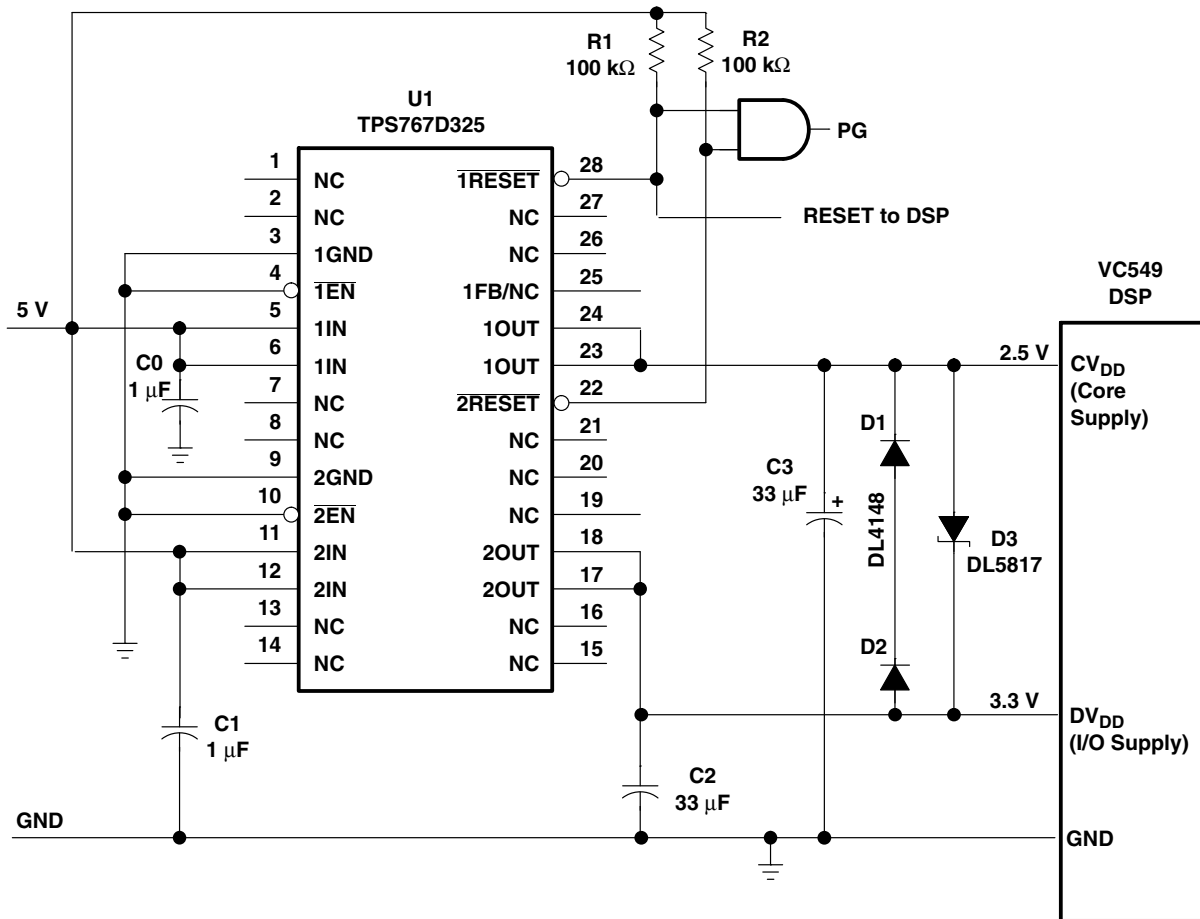 R1
100 kΩ
R2
100 kΩ
U1
TPS767D325
PG
1
NC
2
NC
3
1GND
4
1EN
5
1IN
6
1IN
7
NC
8
NC
9
2GND
10
2EN
11
2IN
12
2IN
13
NC
14
NC
1RESET
28
NC
27
NC
26
1FB/NC
25
1OUT
24
1OUT
23
2RESET
22
NC
21
NC
20
NC
19
2OUT
18
2OUT
17
NC
16
NC
15
RESET to DSP
5 V
C0
1 μF
C1
1 μF
GND
VC549
DSP
2.5 V
CVDD
(Core
Supply)
D1
DL4148
D2
C3
33 μF
+
D3
DL5817
3.3 V
DVDD
(I/O Supply)
C2
33 μF
GND